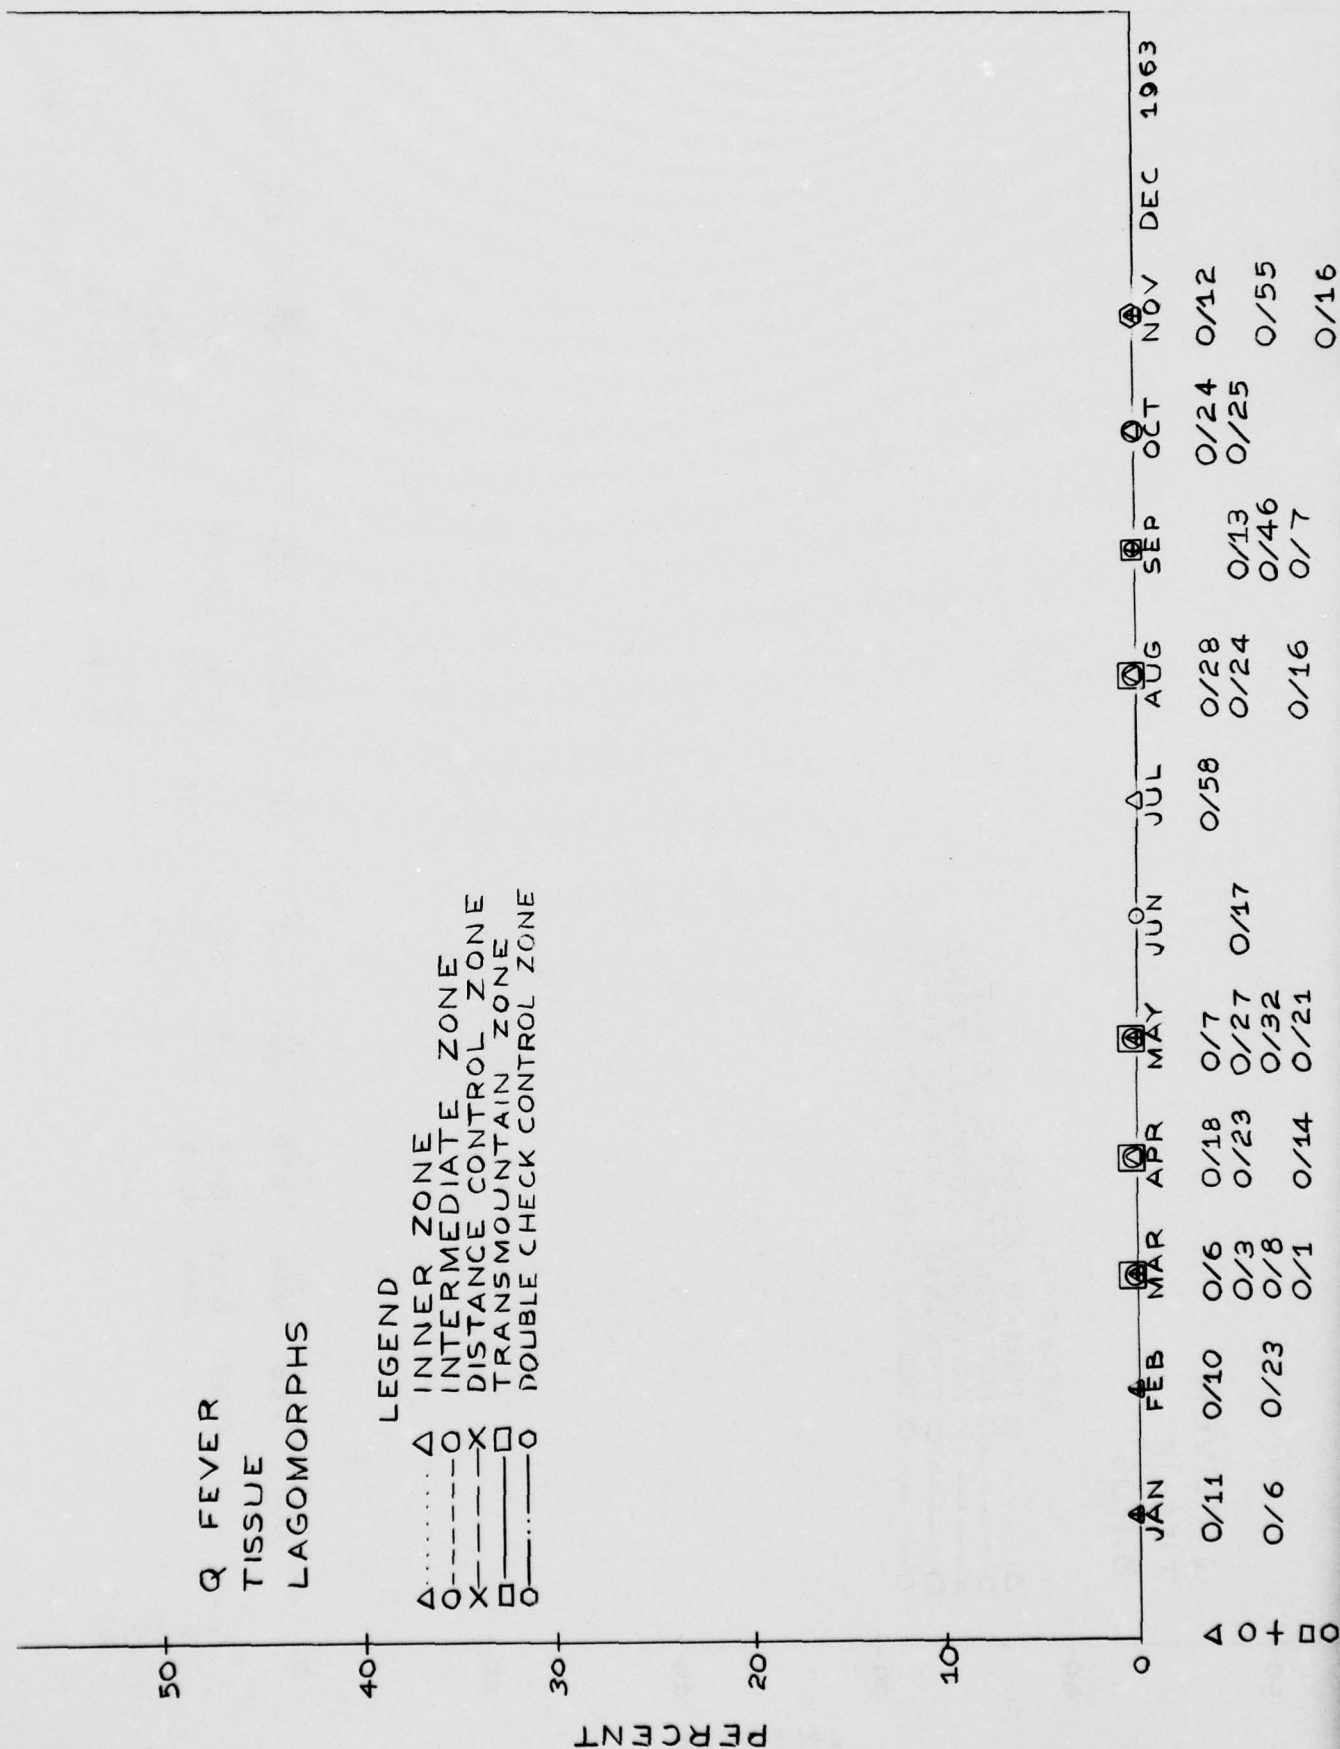 Q FEVER
TISSUE
LAGOMORPHS
LEGEND
INNER ZONE
INTERMEDIATE ZONE
DISTANCE CONTROL ZONE
TRANSMOUNTAIN ZONE
DOUBLE CHECK CONTROL ZONE
PERCENT
50
40
30
20
10
0
JAN FEB MAR APR MAY JUN JUL AUG SEP OCT NOV DEC 1963
△ 0/11 0/10 0/6 0/18 0/7 0/58 0/28 0/24 0/12
○ 0/3 0/23 0/27 0/17 0/24 0/13 0/25
+ 0/6 0/23 0/8 0/32 0/46 0/55
□ 0/1 0/14 0/21 0/16 0/7
⬡ 0/16